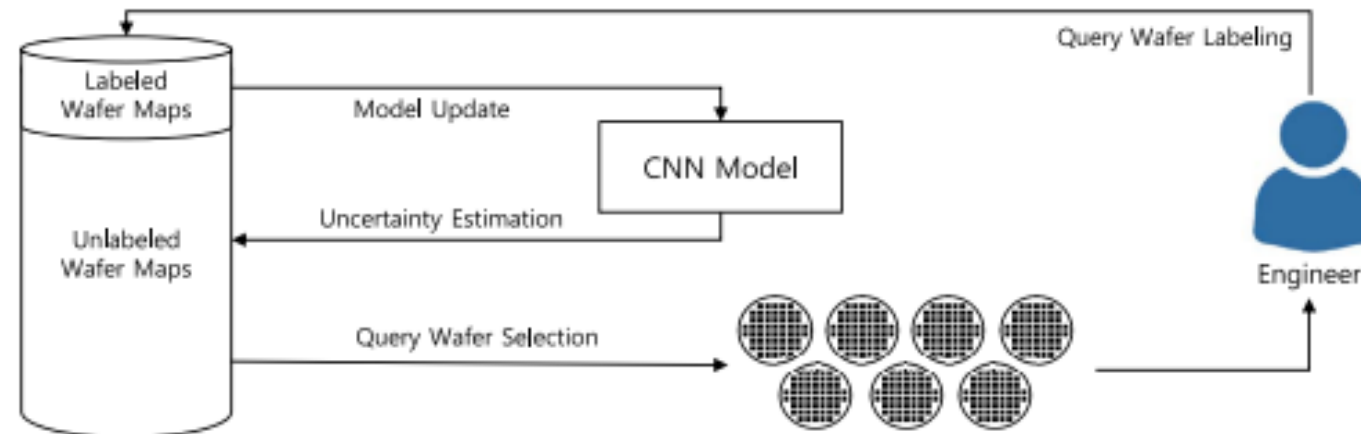 Query Wafer Labeling
Labeled
Wafer Maps
Model Update
CNN Model
Uncertainty Estimation
Unlabeled
Wafer Maps
Engineer
Query Wafer Selection